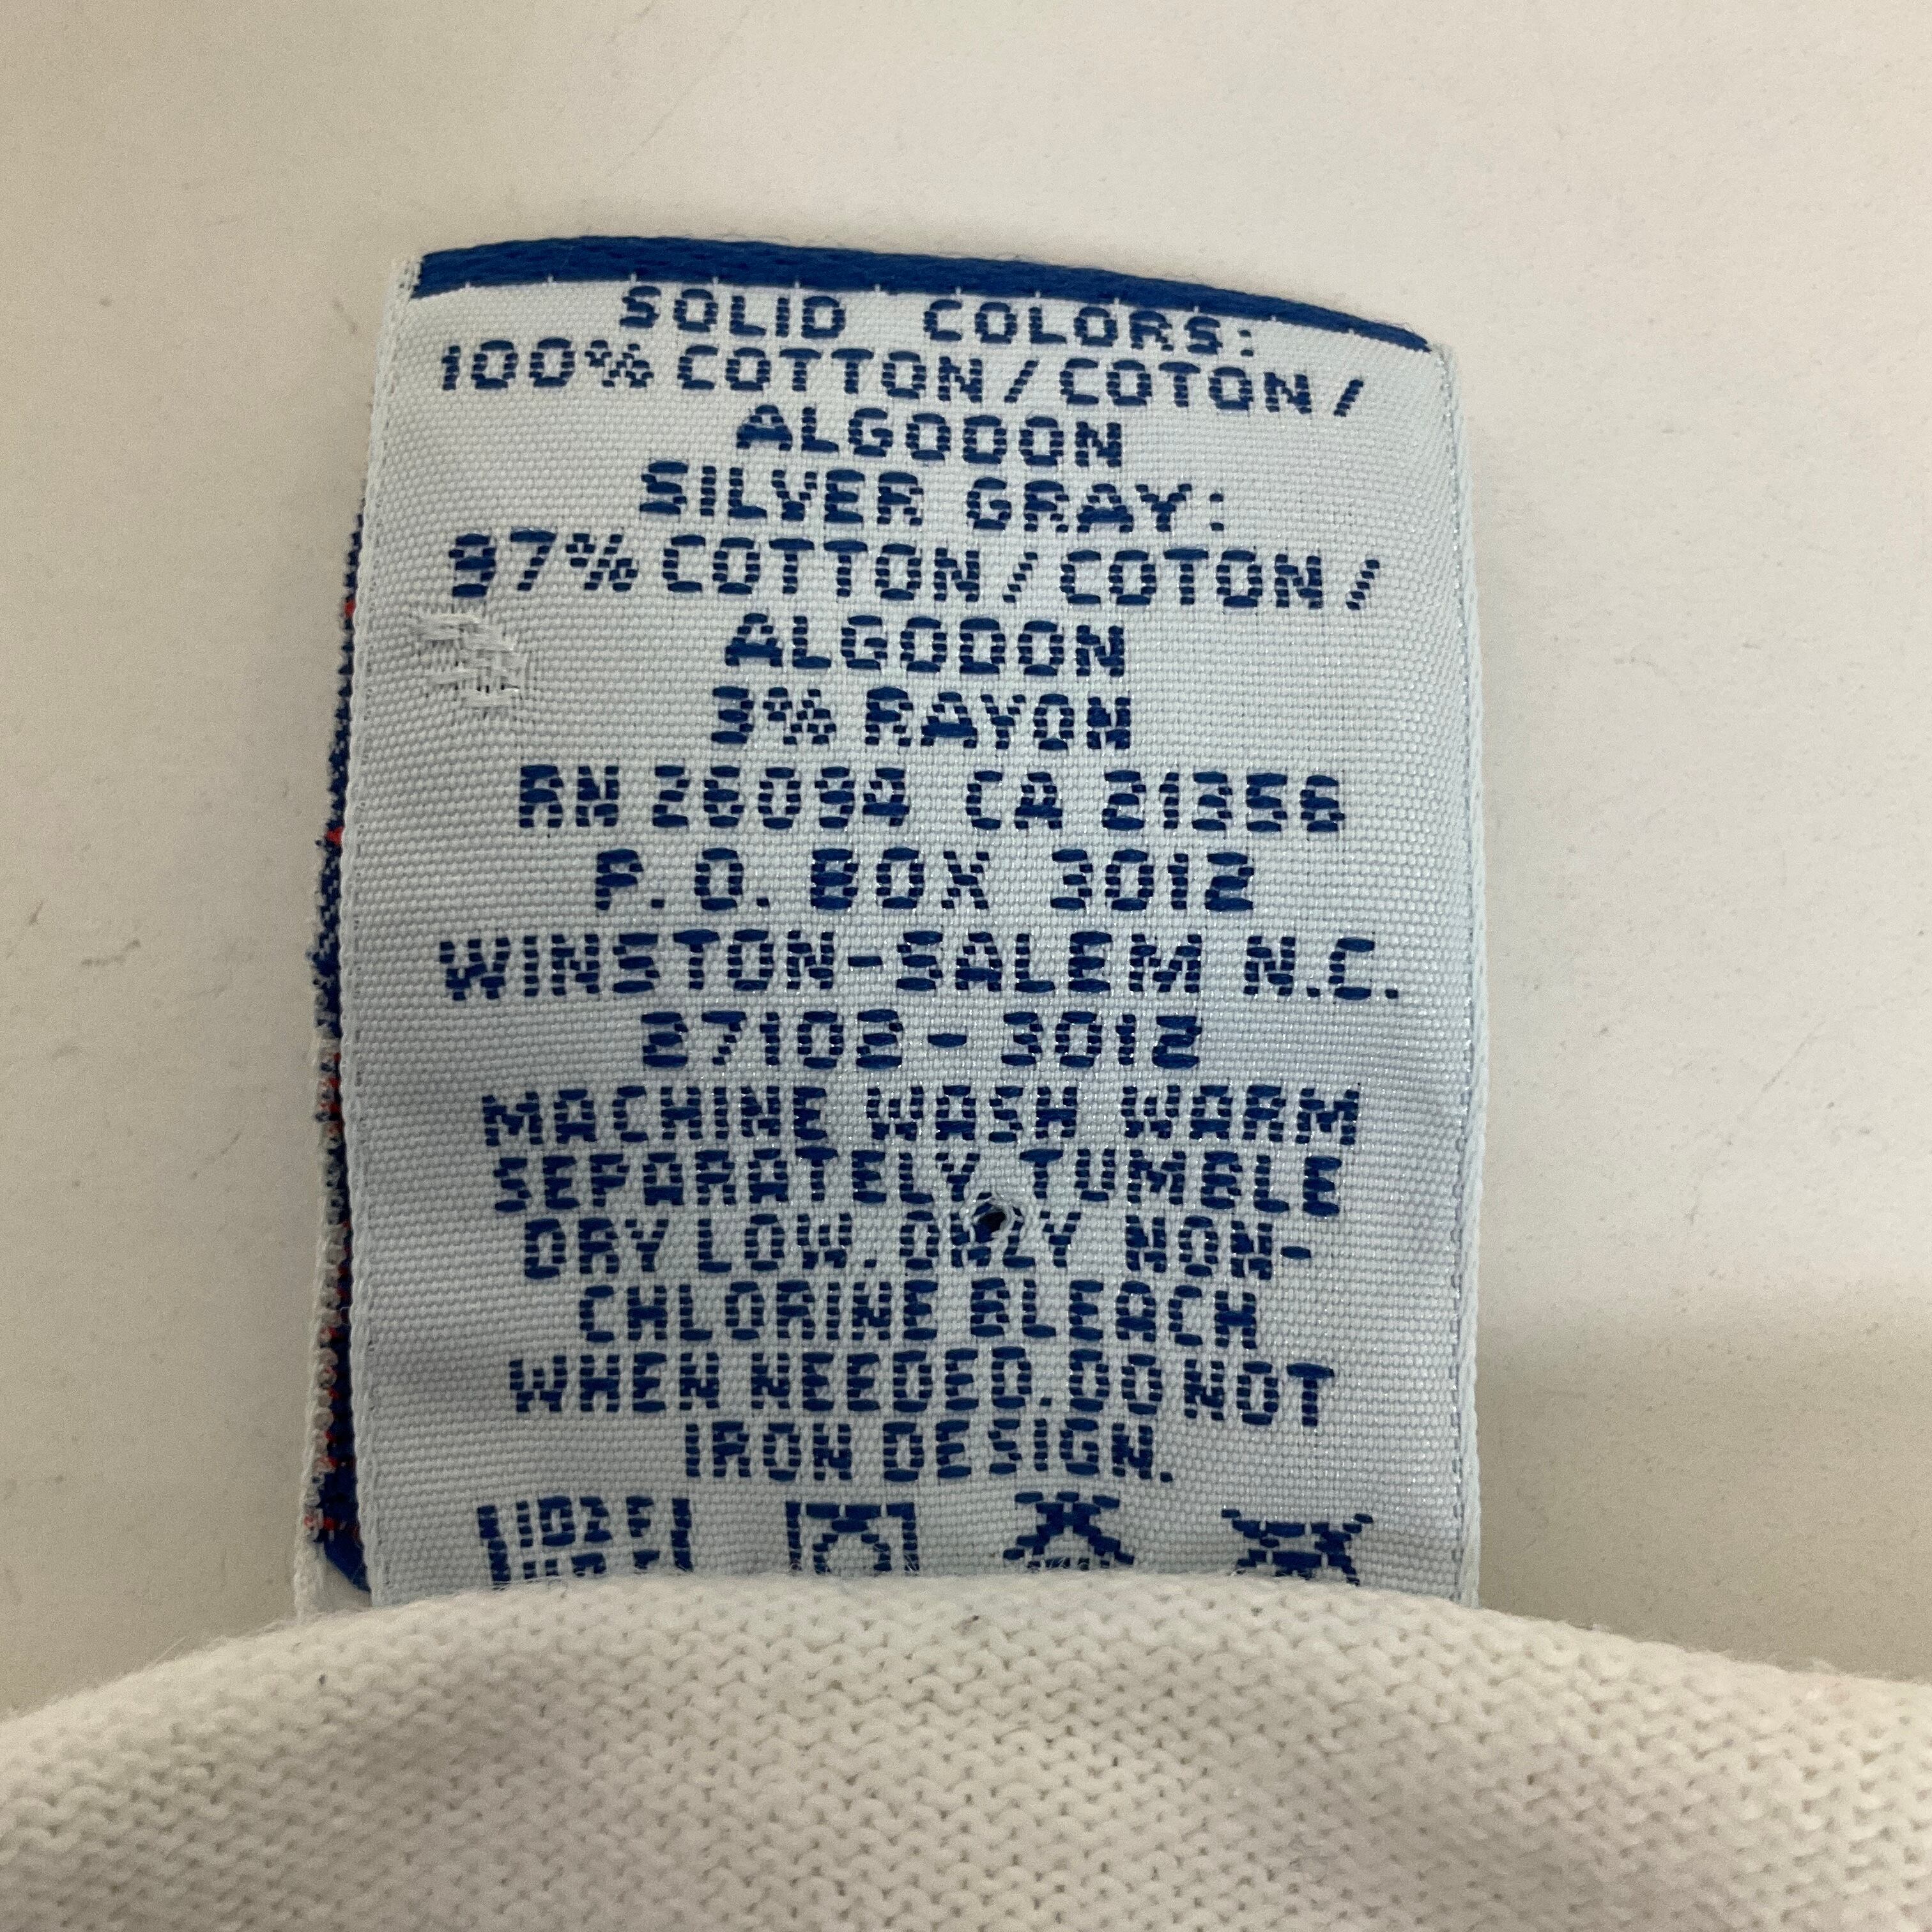 SOLID COLORS:
100% COTTON/COTON/
ALGODON
SILVER GRAY:
97% COTTON/COTON/
ALGODON
3% RAYON
RN 26094 CA 21356
P.O. BOX 3012
WINSTON-SALEM N.C.
27102-3012
MACHINE WASH WARM
SEPARATELY. TUMBLE
DRY LOW. ONLY NON-
CHLORINE BLEACH
WHEN NEEDED. DO NOT
IRON DESIGN.